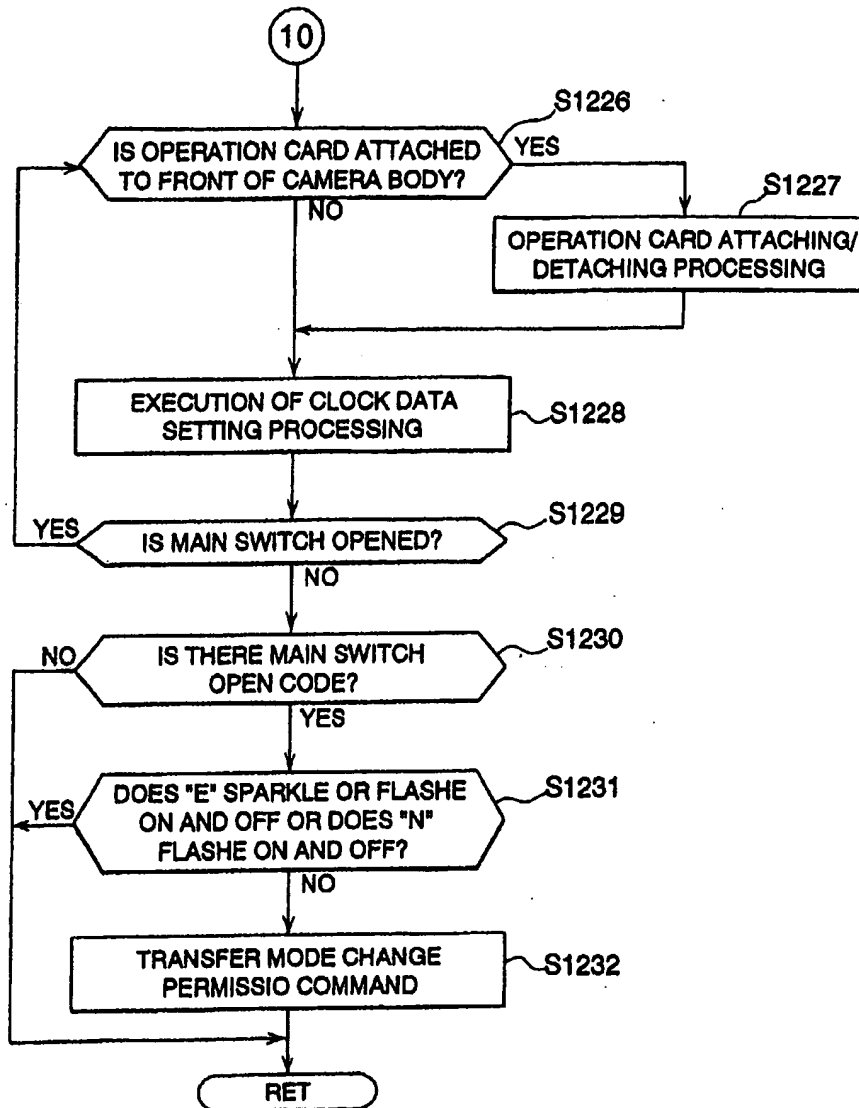 10
S1226
IS OPERATION CARD ATTACHED
TO FRONT OF CAMERA BODY?
YES
NO
S1227
OPERATION CARD ATTACHING/
DETACHING PROCESSING
EXECUTION OF CLOCK DATA
SETTING PROCESSING
S1228
S1229
YES
IS MAIN SWITCH OPENED?
NO
S1230
NO
IS THERE MAIN SWITCH
OPEN CODE?
YES
S1231
DOES "E" SPARKLE OR FLASHE
YES
ON AND OFF OR DOES "N"
FLASHE ON AND OFF?
NO
TRANSFER MODE CHANGE
PERMISSIO COMMAND
S1232
RET